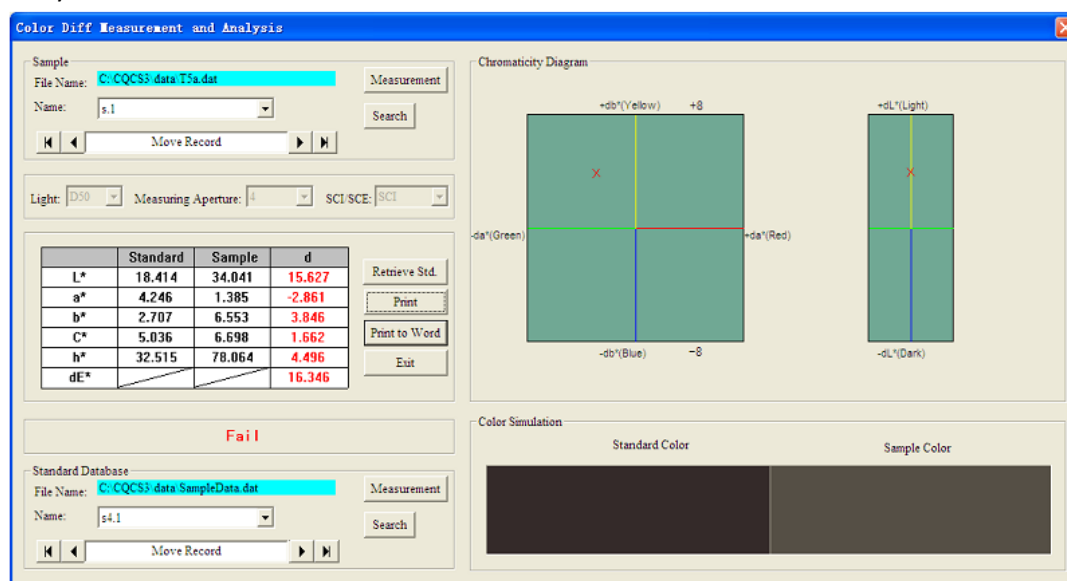 Color Diff Measurement and Analysis
Sample
File Name: C:\CQCS3\data\T5a.dat
Measurement
Name: s.1
Search
Move Record
Light: D50 Measuring Aperture: 4 SCI/SCE: SCI
Standard Sample d
L* 18.414 34.041 15.627
a* 4.246 1.385 -2.861
b* 2.707 6.553 3.846
C* 5.036 6.698 1.662
h* 32.515 78.064 4.496
dE* 16.346
Retrieve Std.
Print
Print to Word
Exit
Fail
Standard Database
File Name: C:\CQCS3\data\SampleData.dat
Measurement
Name: s4.1
Search
Move Record
Chromaticity Diagram
+db*(Yellow) +8
-da*(Green)
+da*(Red)
-db*(Blue) -8
+dL*(Light)
-dL*(Dark)
Color Simulation
Standard Color
Sample Color